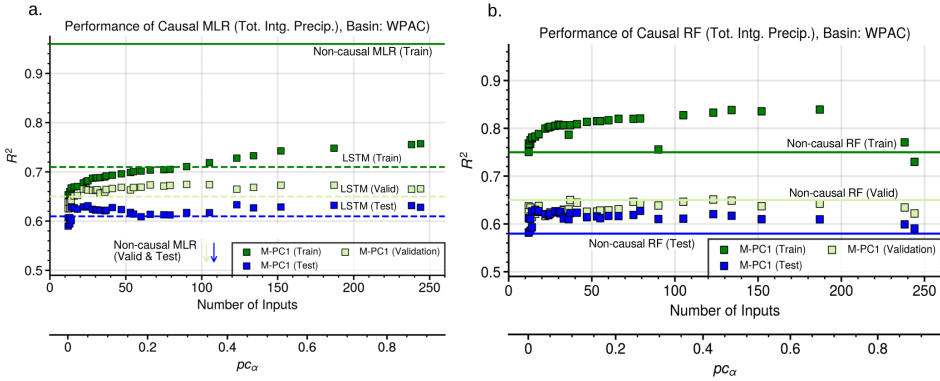 a.
Performance of Causal MLR (Tot. Intg. Precip.), Basin: WPAC)
Non-causal MLR (Train)
0.9
0.8
LSTM (Train)
0.7
LSTM (Valid)
0.6
LSTM (Test)
Non-causal MLR
(Valid & Test)
M-PC1 (Train)
M-PC1 (Validation)
M-PC1 (Test)
0.5
R²
0 50 100 150 200 250
Number of Inputs
0 0.2 0.4 0.6 0.8
pcα
b.
Performance of Causal RF (Tot. Intg. Precip.), Basin: WPAC)
0.9
0.8
Non-causal RF (Train)
0.7
Non-causal RF (Valid)
0.6
Non-causal RF (Test)
M-PC1 (Train)
M-PC1 (Validation)
M-PC1 (Test)
0.5
R²
0 50 100 150 200 250
Number of Inputs
0 0.2 0.4 0.6 0.8
pcα